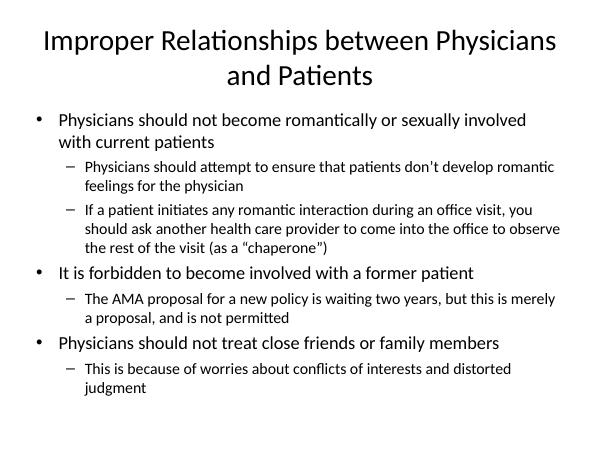 Improper Relationships between Physicians
and Patients
• Physicians should not become romantically or sexually involved
with current patients
– Physicians should attempt to ensure that patients don’t develop romantic
feelings for the physician
– If a patient initiates any romantic interaction during an office visit, you
should ask another health care provider to come into the office to observe
the rest of the visit (as a “chaperone”)
• It is forbidden to become involved with a former patient
– The AMA proposal for a new policy is waiting two years, but this is merely
a proposal, and is not permitted
• Physicians should not treat close friends or family members
– This is because of worries about conflicts of interests and distorted
judgment